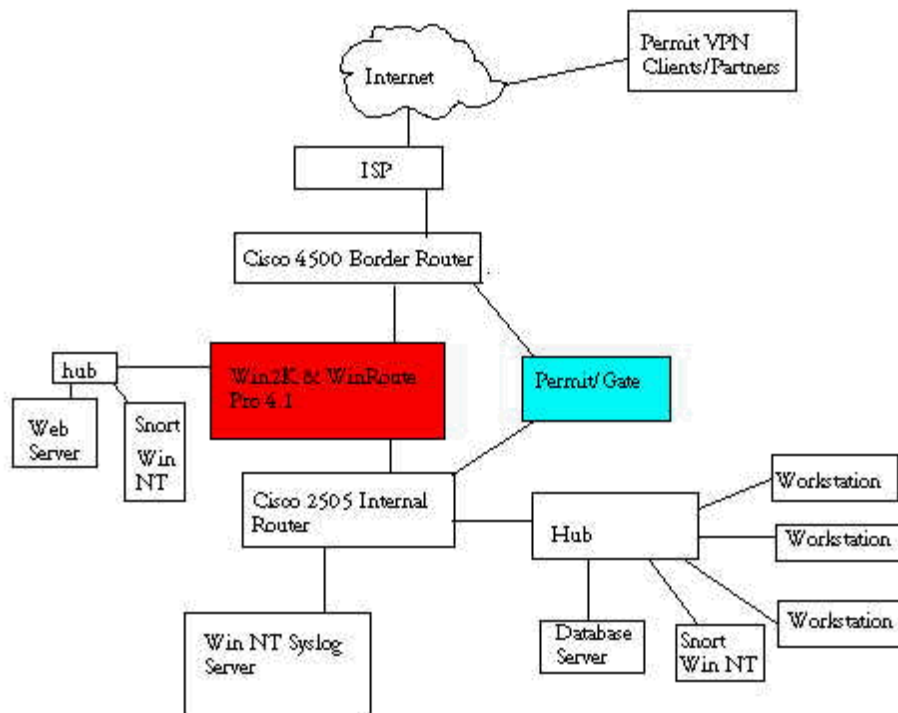 Permit VPN
Clients/Partners
Internet
ISP
Cisco 4500 Border Router
hub
Win2K & WinRoute
Pro 4.1
Permit/Gate
Web
Server
Snort
Win
NT
Cisco 2505 Internal
Router
Hub
Workstation
Workstation
Workstation
Win NT Syslog
Server
Database
Server
Snort
Win NT